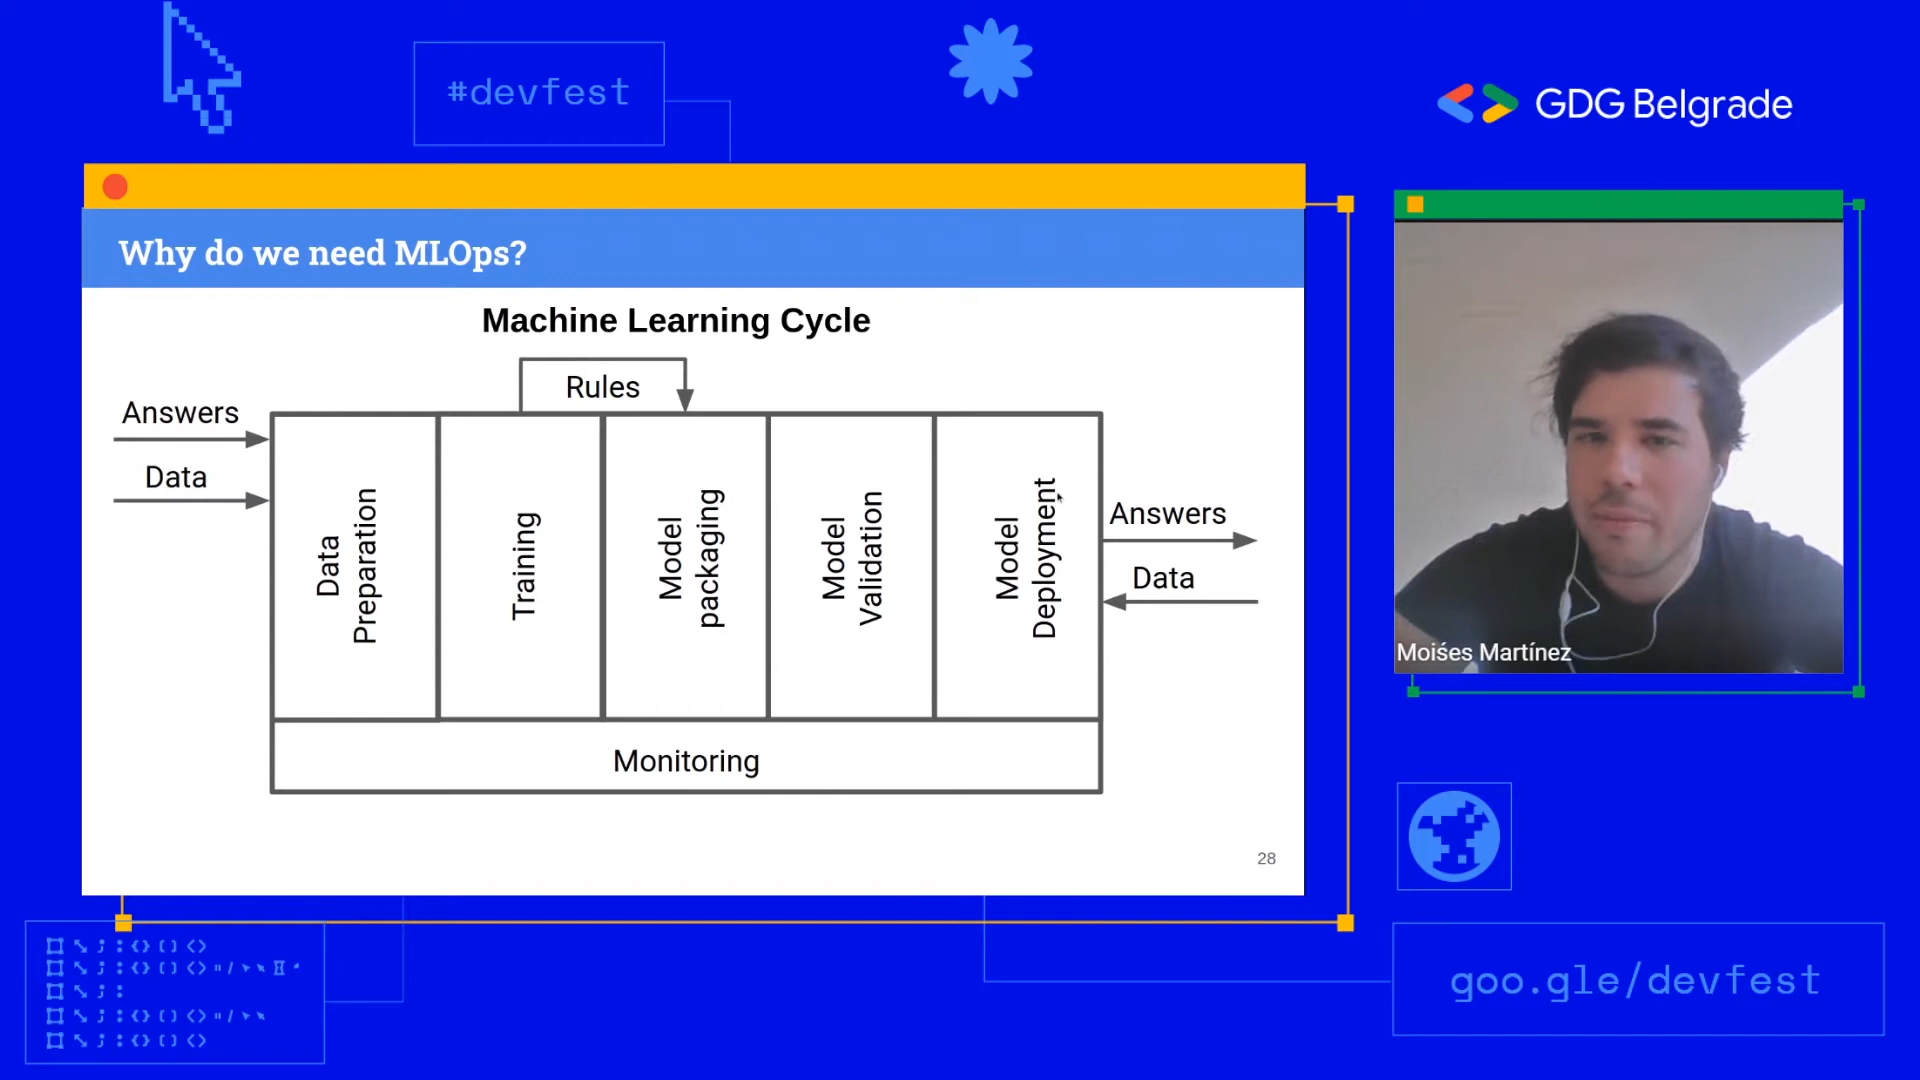 #devfest
GDG Belgrade
Why do we need MLOps?
Machine Learning Cycle
Rules
Answers
Data
Data
Preparation
Training
Model
packaging
Model
Validation
Model
Deployment
Answers
Data
Monitoring
28
Moiśes Martínez
goo.gle/devfest